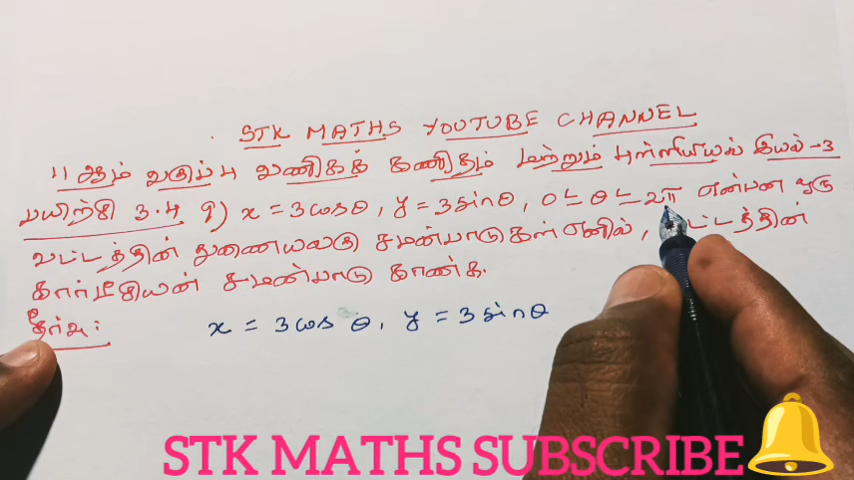 STK MATHS YOUTUBE CHANNEL
11 ஆம் வகுப்பு வணிகக் கணிதம் மற்றும் புள்ளியியல் இயல் -3
பயிற்சி 3.4 9) x = 3cosθ, y = 3sinθ, 0 ≤ θ ≤ 2π என்பன ஒரு
வட்டத்தின் துணையலகு சமன்பாடுகள் எனில், வட்டத்தின்
கார்டீசியன் சமன்பாடு காண்க.
தீர்வு:
x = 3cos θ, y = 3sinθ
STK MATHS SUBSCRIBE